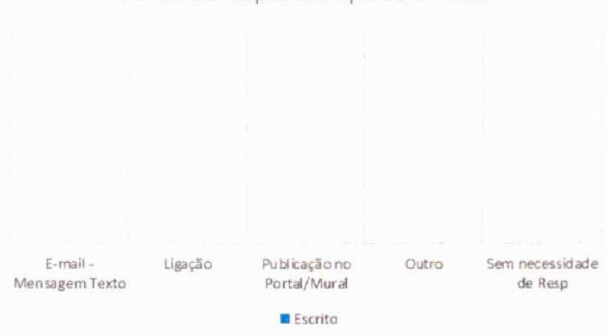 E-mail - Mensagem Texto
Ligação
Publicação no Portal/Mural
Outro
Sem necessidade de Resp
Escrito